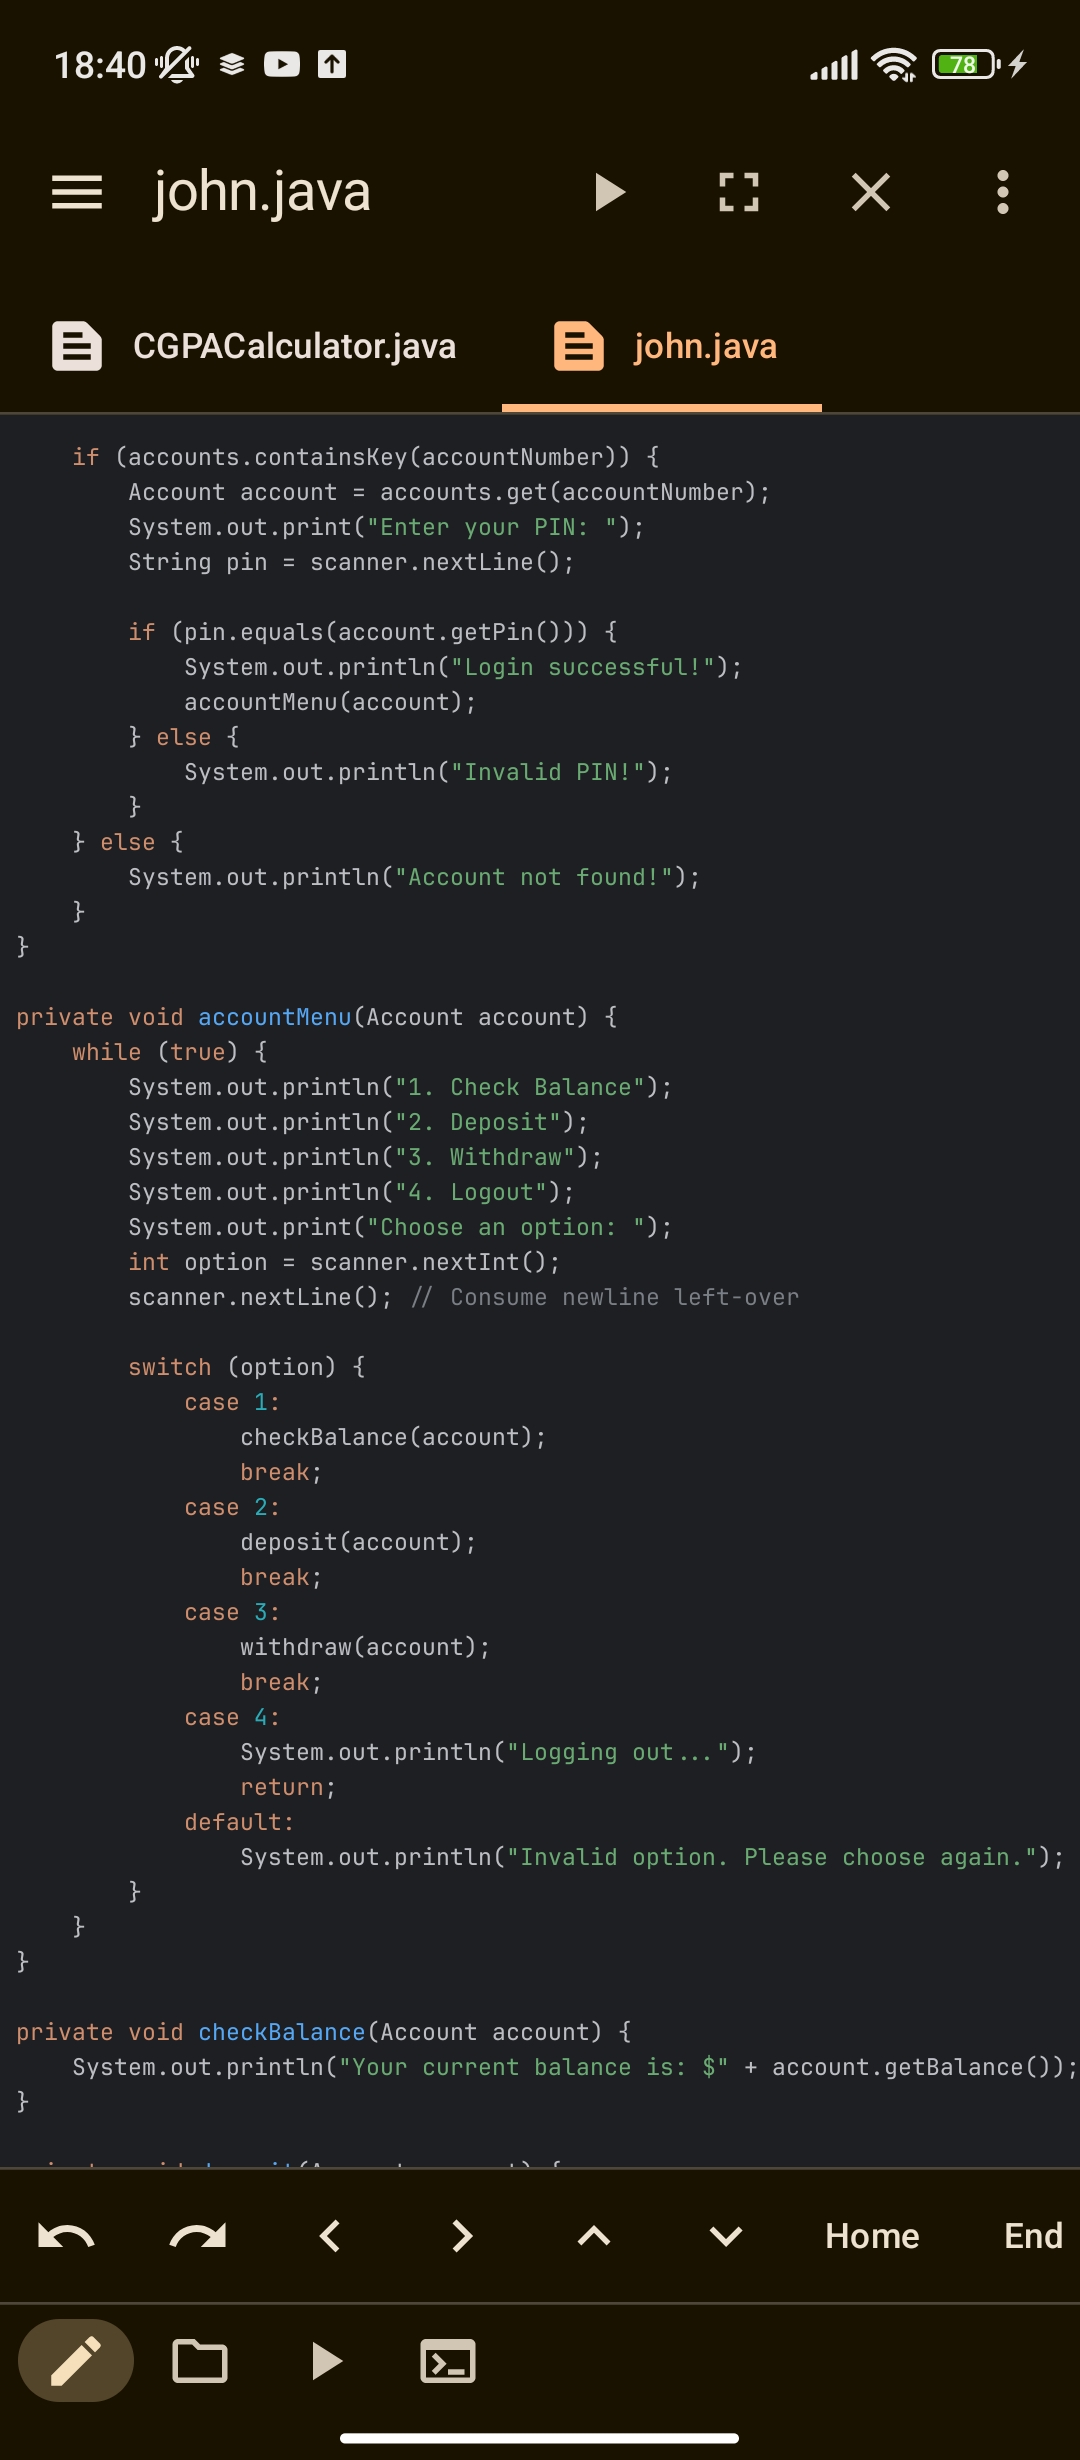 18:40
78
john.java
CGPACalculator.java
john.java
if (accounts.containsKey(accountNumber)) {
Account account = accounts.get(accountNumber);
System.out.print("Enter your PIN: ");
String pin = scanner.nextLine();
if (pin.equals(account.getPin())) {
System.out.println("Login successful!");
accountMenu(account);
} else {
System.out.println("Invalid PIN!");
}
} else {
System.out.println("Account not found!");
}
}
private void accountMenu(Account account) {
while (true) {
System.out.println("1. Check Balance");
System.out.println("2. Deposit");
System.out.println("3. Withdraw");
System.out.println("4. Logout");
System.out.print("Choose an option: ");
int option = scanner.nextInt();
scanner.nextLine(); // Consume newline left-over
switch (option) {
case 1:
checkBalance(account);
break;
case 2:
deposit(account);
break;
case 3:
withdraw(account);
break;
case 4:
System.out.println("Logging out...");
return;
default:
System.out.println("Invalid option. Please choose again.");
}
}
}
private void checkBalance(Account account) {
System.out.println("Your current balance is: $" + account.getBalance());
}
Home
End